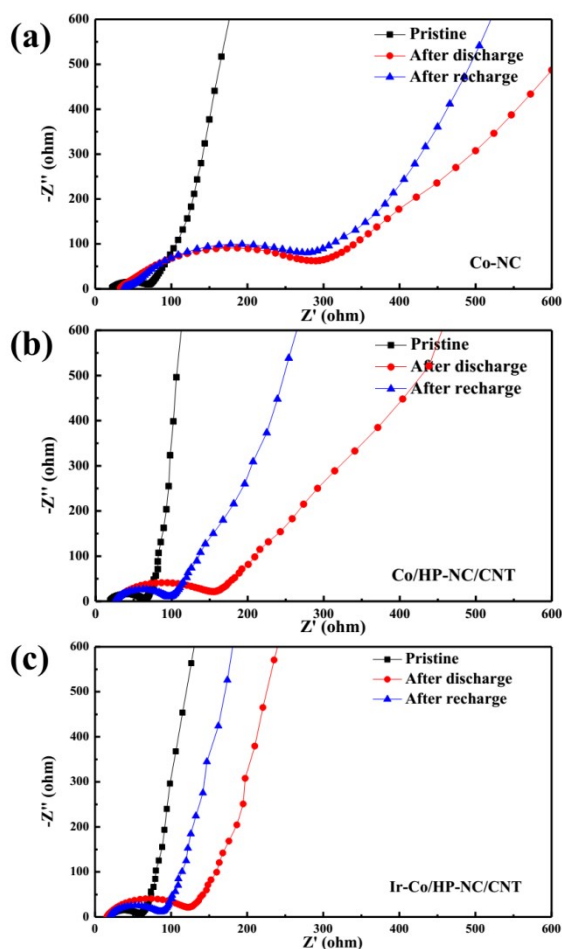 (a)
600
500
400
300
200
100
0
-Z'' (ohm)
Pristine
After discharge
After recharge
Co-NC
0 100 200 300 400 500 600
Z' (ohm)
(b)
600
500
400
300
200
100
0
-Z'' (ohm)
Pristine
After discharge
After recharge
Co/HP-NC/CNT
0 100 200 300 400 500 600
Z' (ohm)
(c)
600
500
400
300
200
100
0
-Z'' (ohm)
Pristine
After discharge
After recharge
Ir-Co/HP-NC/CNT
0 100 200 300 400 500 600
Z' (ohm)